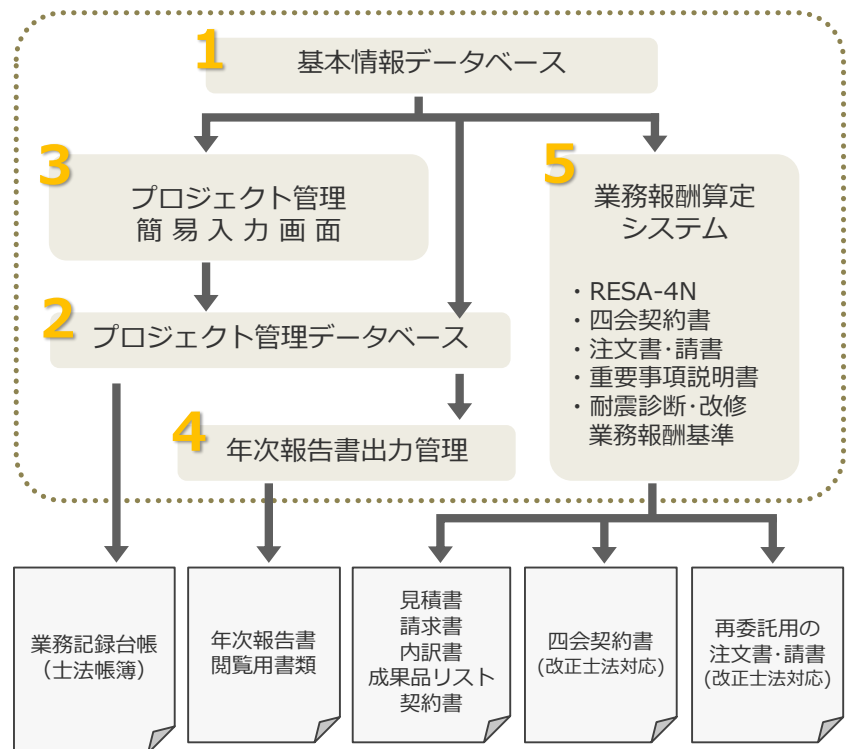 1
基本情報データベース
3
プロジェクト管理
簡易入力画面
2
プロジェクト管理データベース
4
年次報告書出力管理
5
業務報酬算定
システム
・RESA-4N
・四会契約書
・注文書･請書
・重要事項説明書
・耐震診断･改修
業務報酬基準
業務記録台帳
（士法帳簿）
年次報告書
閲覧用書類
見積書
請求書
内訳書
成果品リスト
契約書
四会契約書
(改正士法対応)
再委託用の
注文書･請書
(改正士法対応)